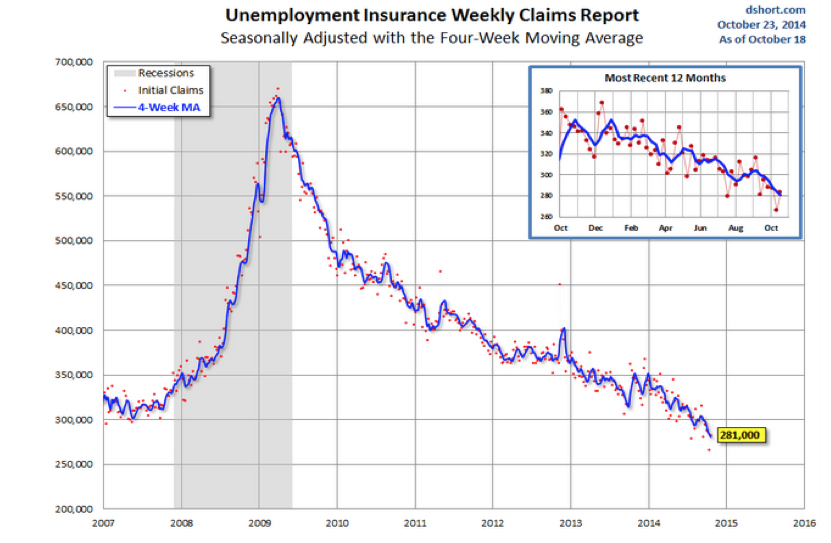 Unemployment Insurance Weekly Claims Report
Seasonally Adjusted with the Four-Week Moving Average
dshort.com
October 23, 2014
As of October 18
700,000
650,000
600,000
550,000
500,000
450,000
400,000
350,000
300,000
250,000
200,000
Recessions
Initial Claims
4-Week MA
Most Recent 12 Months
380
360
340
320
300
280
260
Oct Dec Feb Apr Jun Aug Oct
281,000
2007 2008 2009 2010 2011 2012 2013 2014 2015 2016